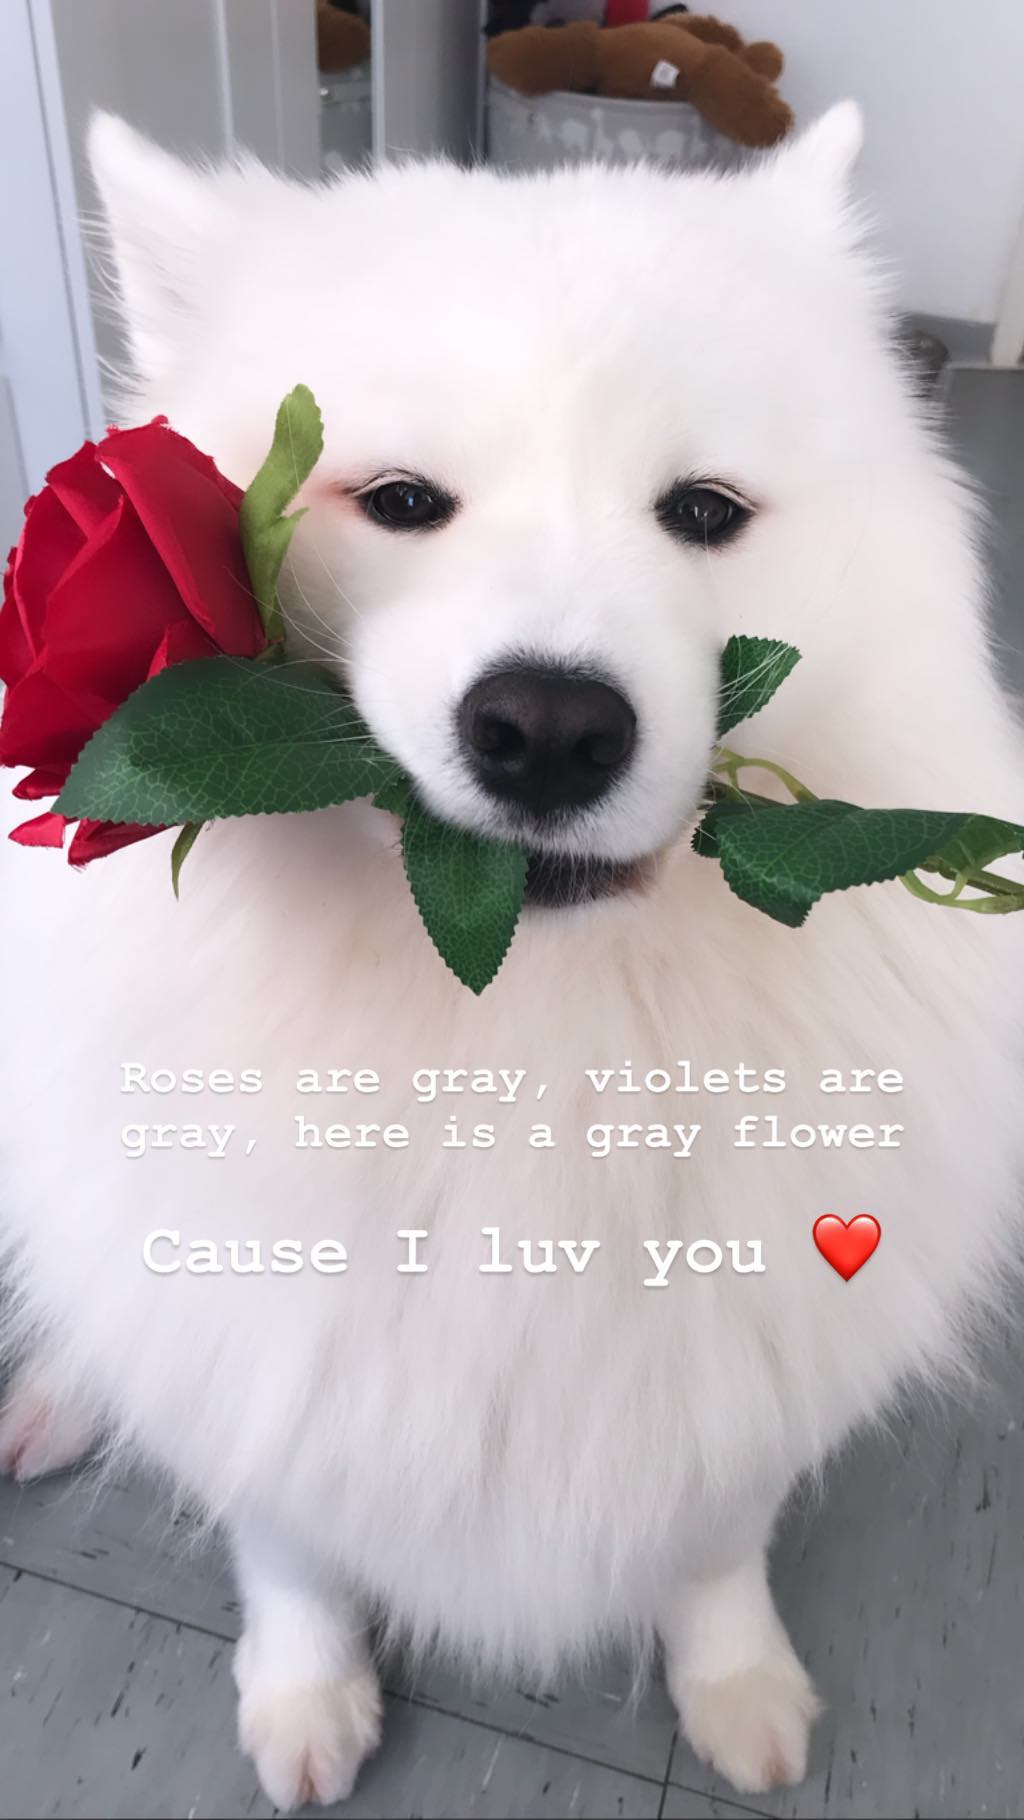 Roses are gray, violets are
gray, here is a gray flower
Cause I luv you ❤️